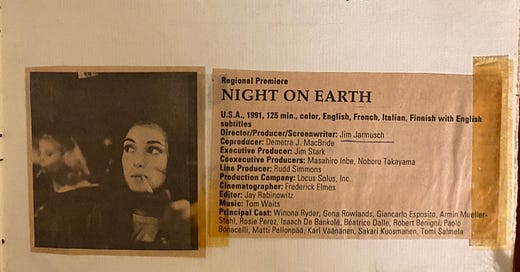 Regional Premiere
NIGHT ON EARTH
U.S.A., 1991, 125 min., color, English, French, Italian, Finnish with English
subtitles
Director/Producer/Screenwriter: Jim Jarmusch
Coproducer: Demetra J. MacBride
Executive Producer: Jim Stark
Coexecutive Producers: Masahiro Inbe, Noboru Takayama
Line Producer: Rudd Simmons
Production Company: Locus Solus, Inc.
Cinematographer: Frederick Elmes
Editor: Jay Rabinowitz
Music: Tom Waits
Principal Cast: Winona Ryder, Gena Rowlands, Giancarlo Esposito, Armin Mueller-
Stahl, Rosie Perez, Isaach De Bankolé, Béatrice Dalle, Robert Benigni, Paolo
Bonacelli, Matti Pellonpää, Karl Väänänen, Sakari Kuosmanen, Tomi Salmela